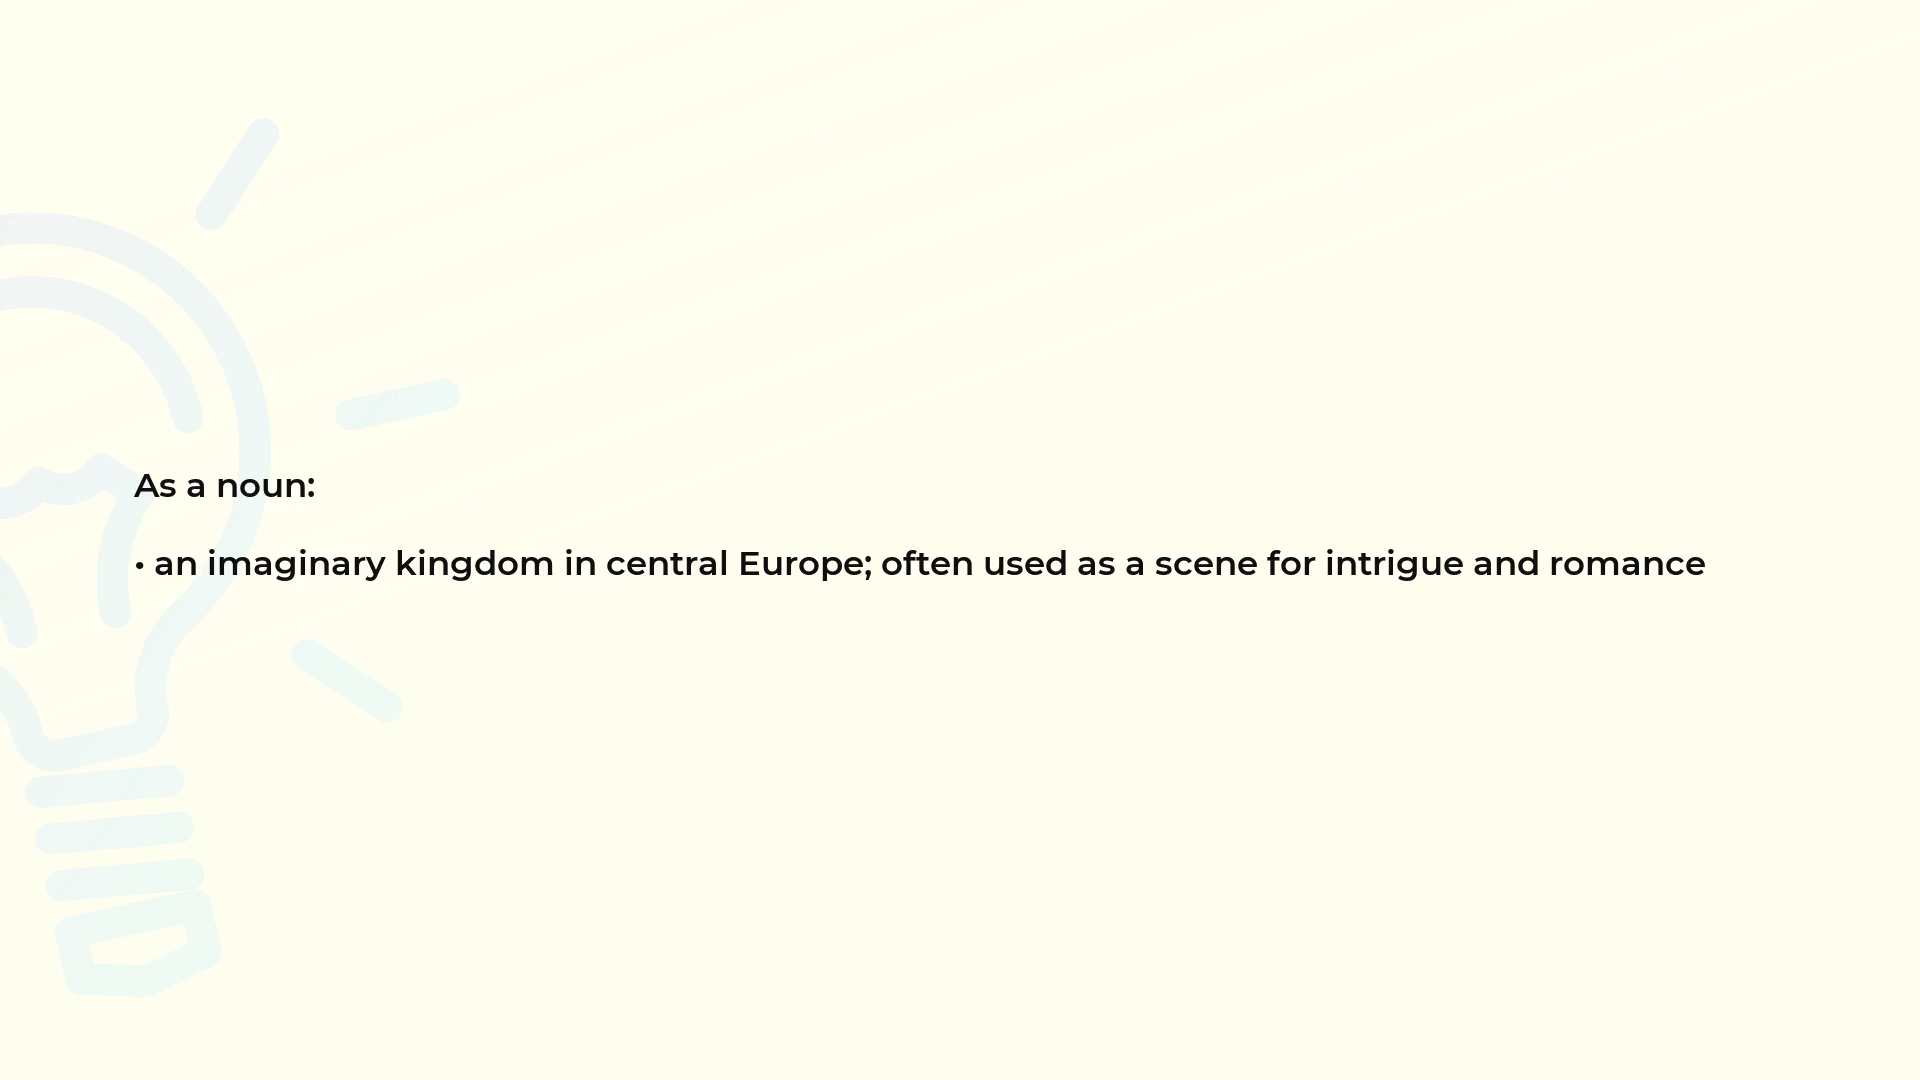 As a noun:
• an imaginary kingdom in central Europe; often used as a scene for intrigue and romance